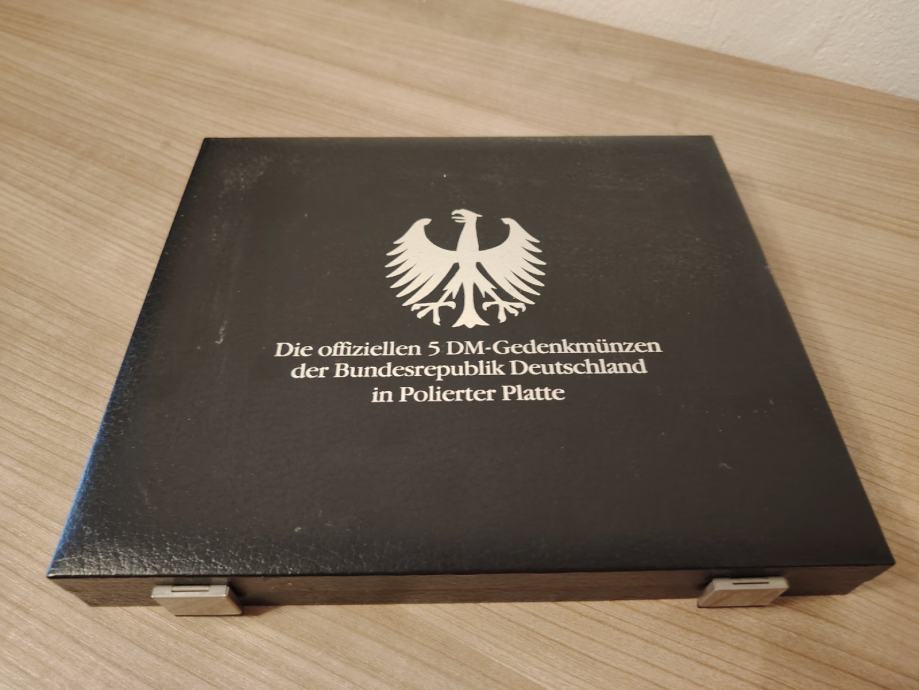 Die offiziellen 5 DM-Gedenkmünzen
der Bundesrepublik Deutschland
in Polierter Platte